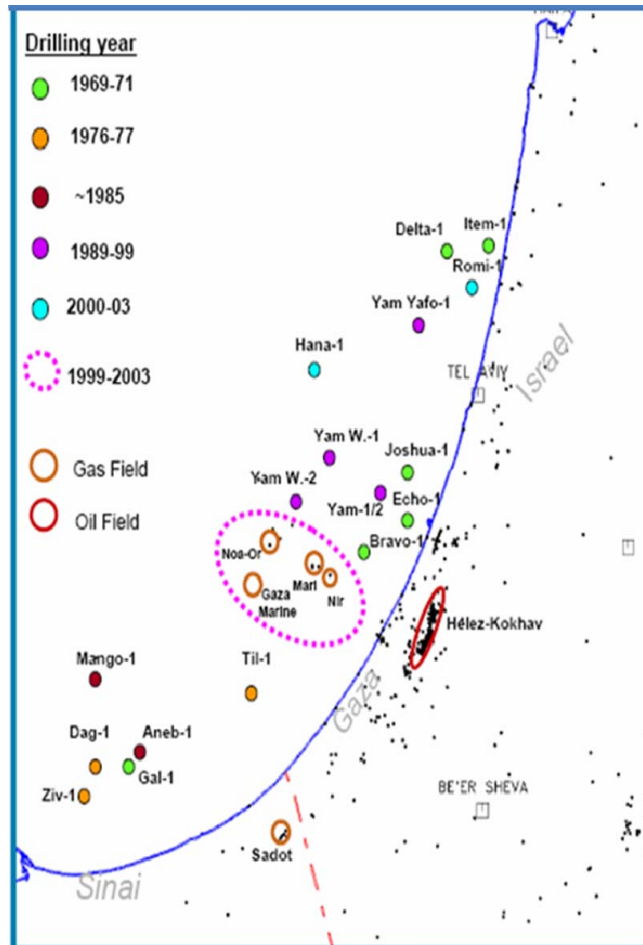 Drilling year
1969-71
1976-77
~1985
1989-99
2000-03
1999-2003
Gas Field
Oil Field
Delta-1
Item-1
Romi-1
Yam Yafo-1
Hana-1
TEL AVIV
Israel
Yam W.-1
Joshua-1
Yam W.-2
Yam-1/2
Echo-1
Bravo-1
Noa-Or
Mari
Gaza
Marine
Nir
Hélez-Kokhav
Mango-1
Til-1
Gaza
Dag-1
Aneb-1
Gal-1
Ziv-1
BE'ER SHEVA
Sadot
Sinai